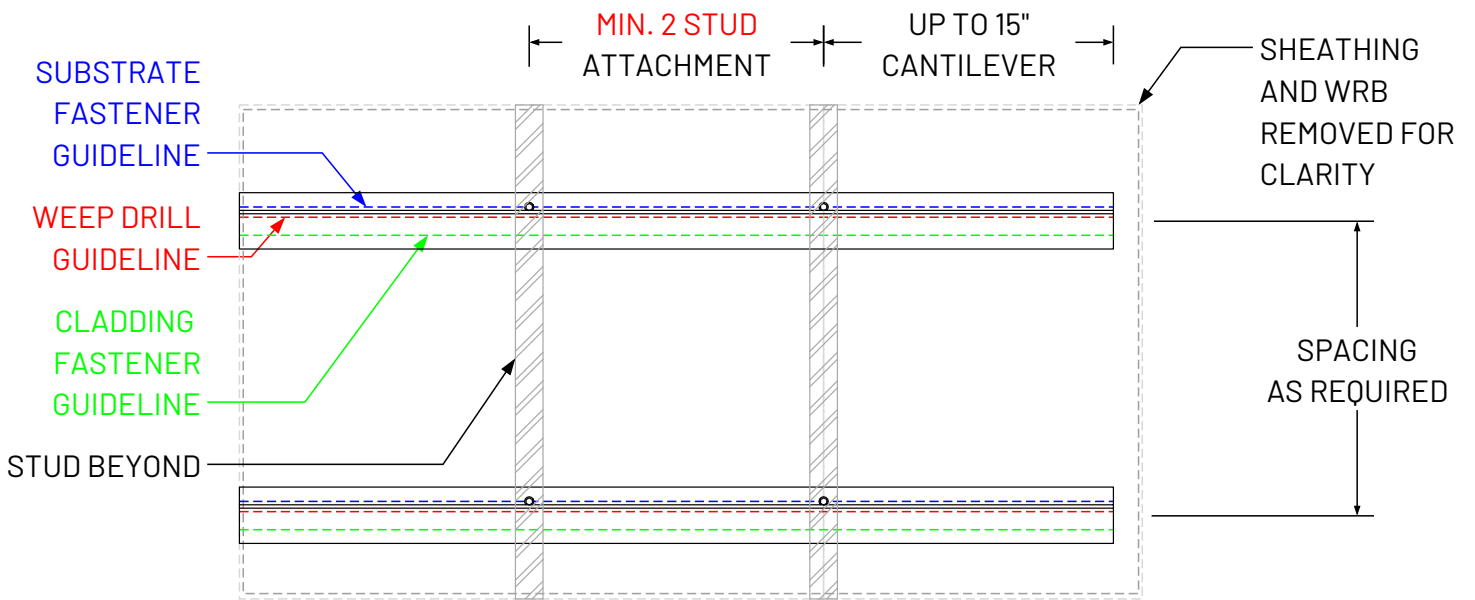 MIN. 2 STUD
ATTACHMENT
UP TO 15"
CANTILEVER
SHEATHING
AND WRB
REMOVED FOR
CLARITY
SUBSTRATE
FASTENER
GUIDELINE
WEEP DRILL
GUIDELINE
CLADDING
FASTENER
GUIDELINE
STUD BEYOND
SPACING
AS REQUIRED